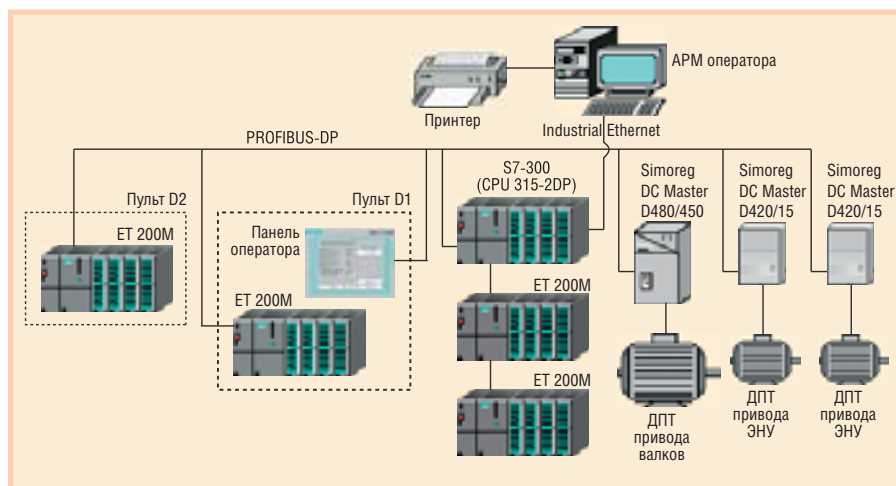 АРМ оператора
Принтер
Industrial Ethernet
PROFIBUS-DP
S7-300
(CPU 315-2DP)
Simoreg
DC Master
D480/450
Simoreg
DC Master
D420/15
Simoreg
DC Master
D420/15
Пульт D2
ET 200M
Пульт D1
Панель
оператора
ET 200M
ET 200M
ET 200M
ДПТ
привода
валков
ДПТ
привода
ЭНУ
ДПТ
привода
ЭНУ